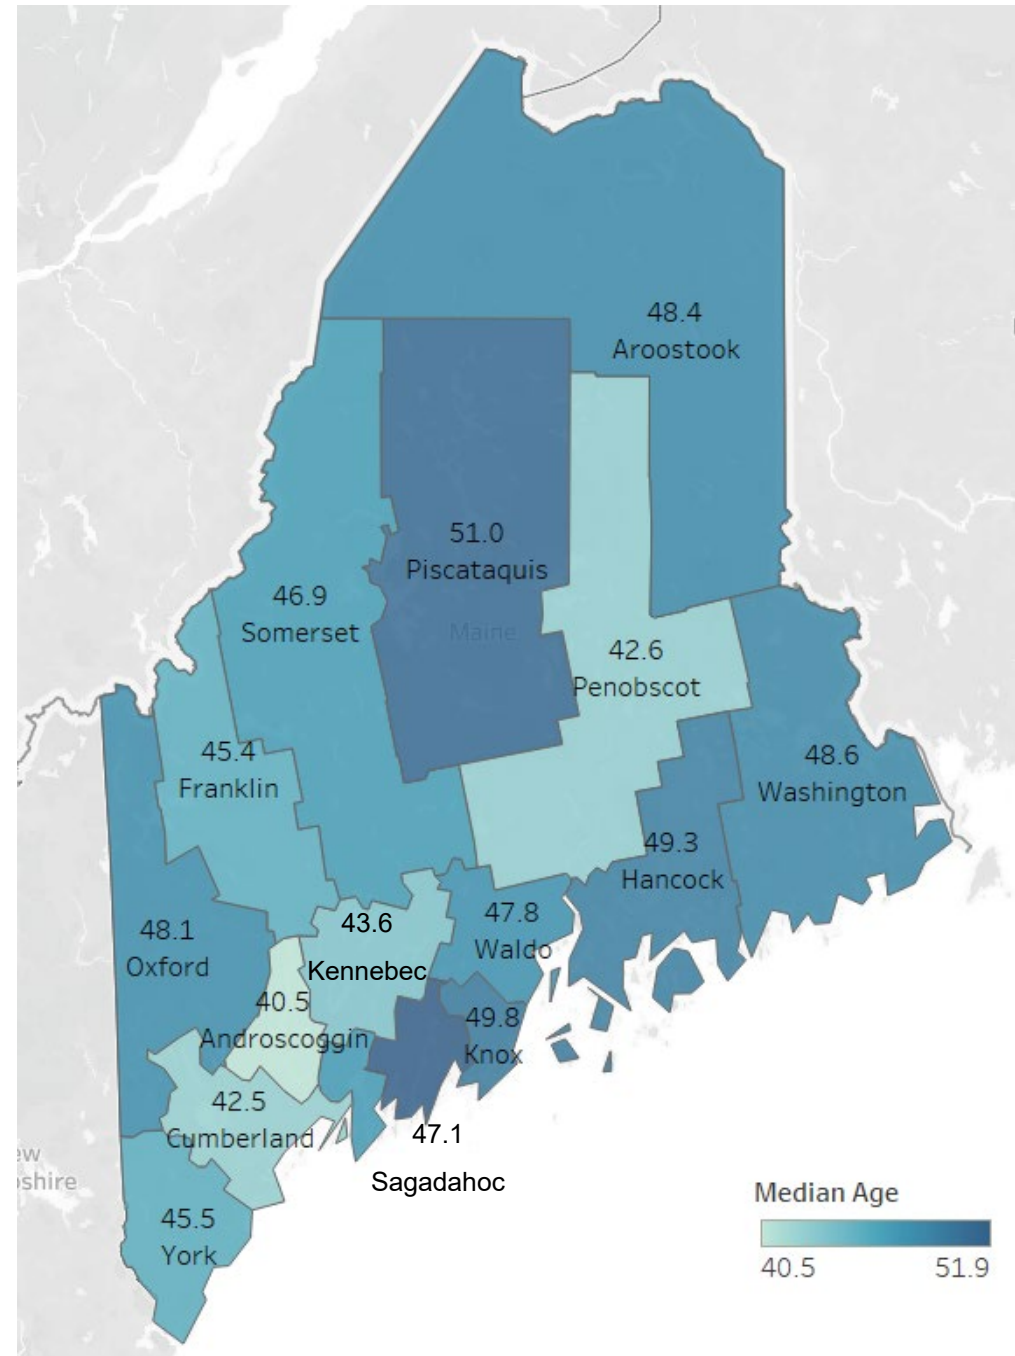 48.4
Aroostook
51.0
Piscataquis
46.9
Somerset
Maine
42.6
Penobscot
45.4
Franklin
48.6
Washington
49.3
Hancock
48.1
Oxford
43.6
Kennebec
47.8
Waldo
40.5
Androscoggin
49.8
Knox
42.5
Cumberland
47.1
Sagadahoc
ew
pshire
45.5
York
Median Age
40.5 51.9